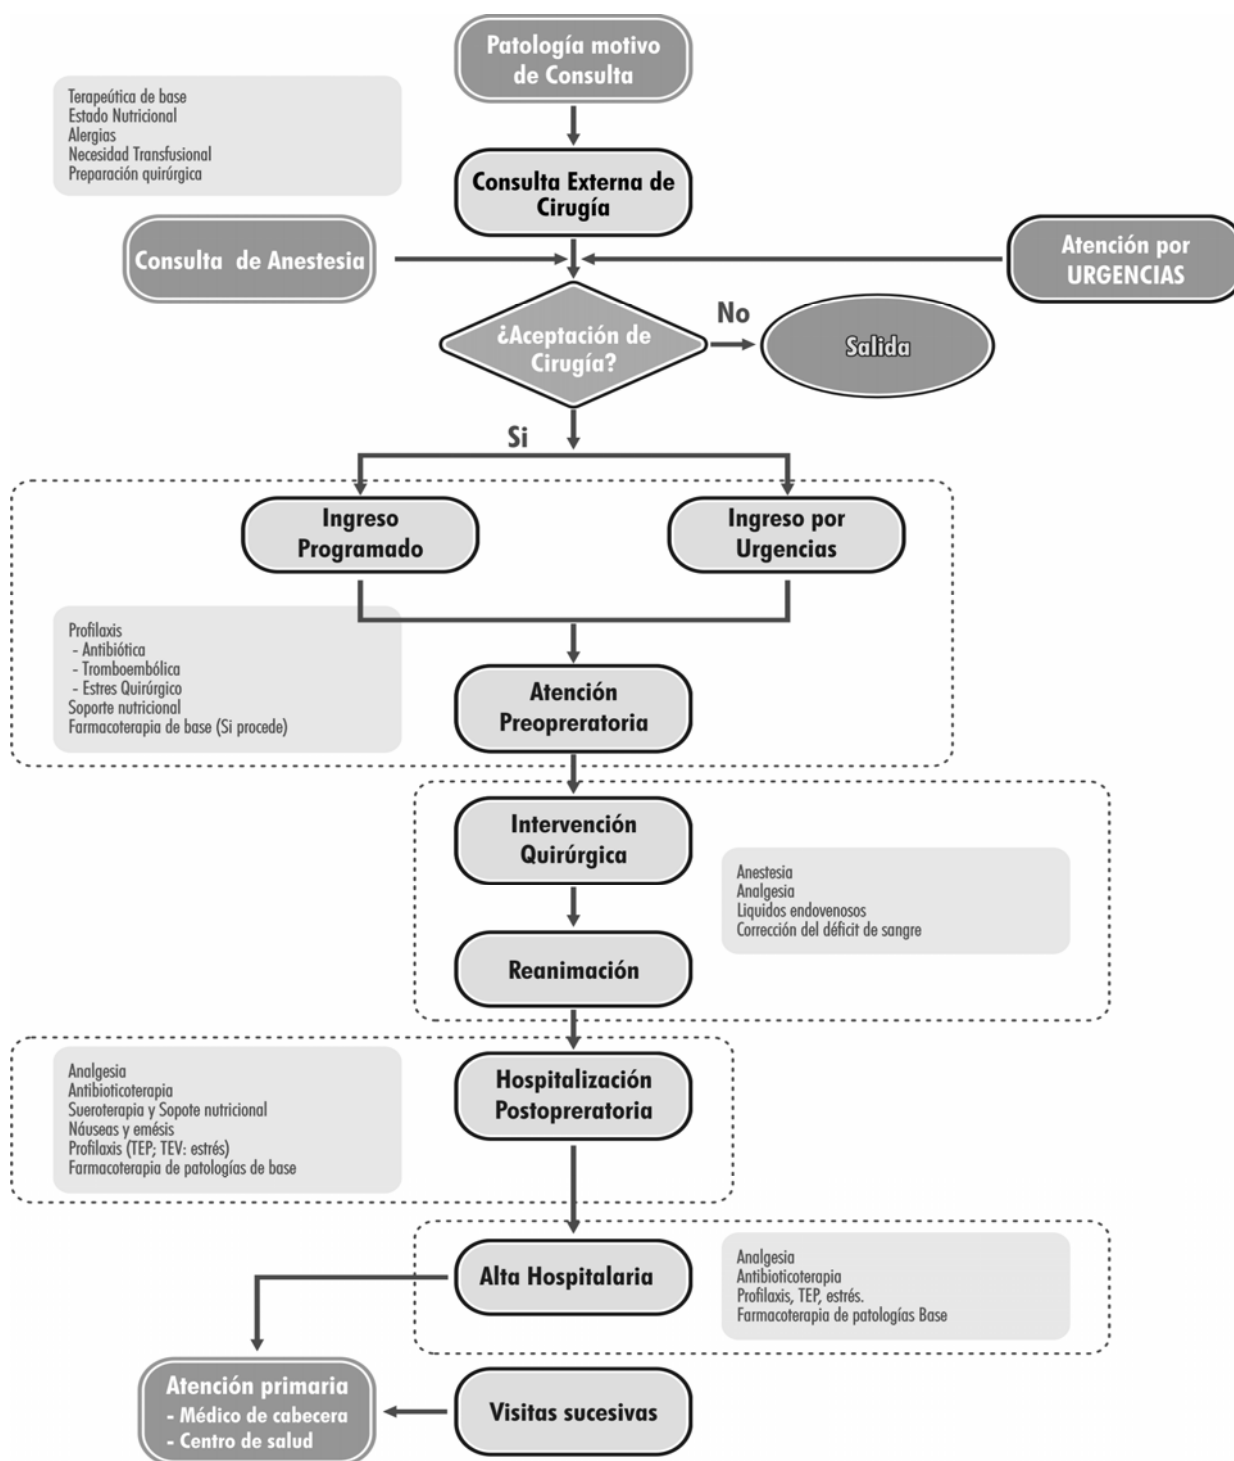 Patología motivo
de Consulta
Terapeútica de base
Estado Nutricional
Alergias
Necesidad Transfusional
Preparación quirúrgica
Consulta Externa de
Cirugía
Consulta de Anestesia
Atención por
URGENCIAS
¿Aceptación de
Cirugía?
No
Salida
Si
Ingreso
Programado
Ingreso por
Urgencias
Profilaxis
- Antibiótica
- Tromboembólica
- Estres Quirúrgico
Soporte nutricional
Farmacoterapia de base (Si procede)
Atención
Preopreratoria
Intervención
Quirúrgica
Anestesia
Analgesia
Liquidos endovenosos
Corrección del déficit de sangre
Reanimación
Analgesia
Antibioticoterapia
Sueroterapia y Sopote nutricional
Náuseas y emésis
Profilaxis (TEP; TEV: estrés)
Farmacoterapia de patologías de base
Hospitalización
Postopreratoria
Alta Hospitalaria
Analgesia
Antibioticoterapia
Profilaxis, TEP, estrés.
Farmacoterapia de patologías Base
Atención primaria
- Médico de cabecera
- Centro de salud
Visitas sucesivas